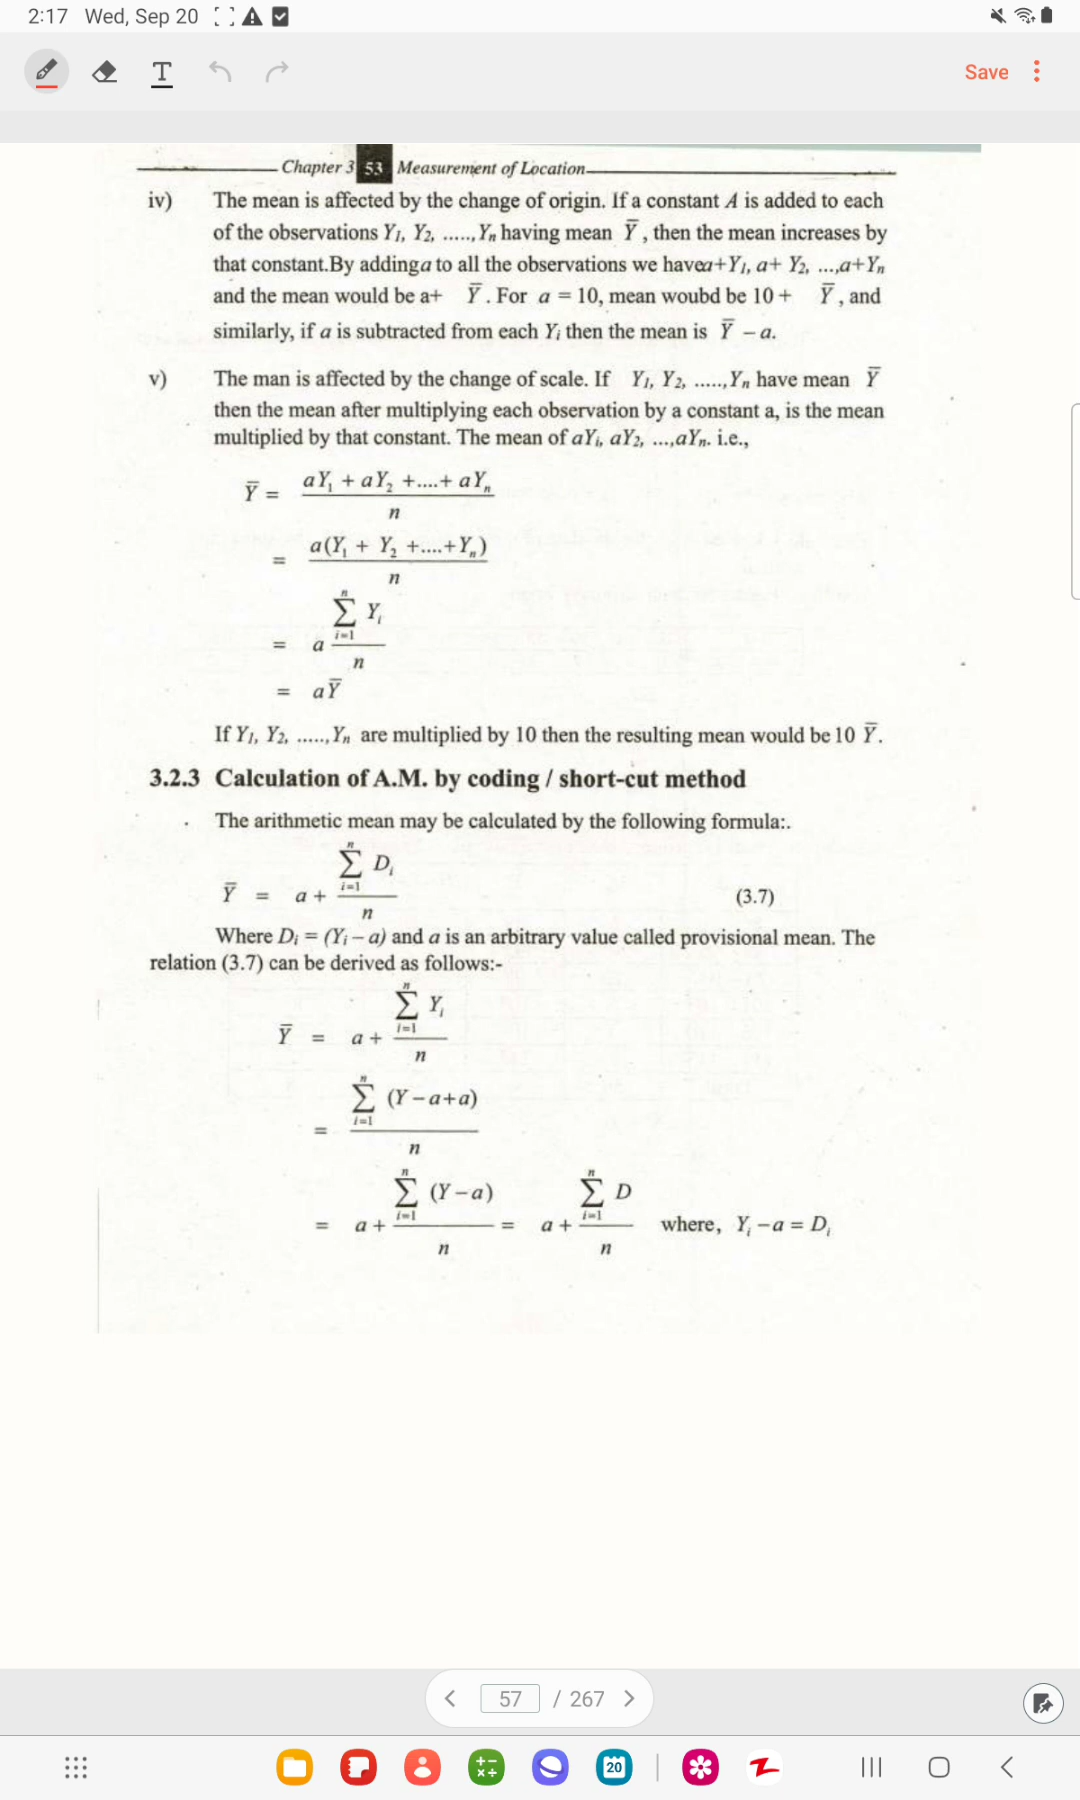 2:17 Wed, Sep 20
T
Save
Chapter 3 53 Measurement of Location
iv) The mean is affected by the change of origin. If a constant A is added to each
of the observations Y1, Y2, ....., Yn having mean Ȳ, then the mean increases by
that constant.By addinga to all the observations we havea+Y1, a+ Y2, ...,a+Yn
and the mean would be a+ Ȳ. For a = 10, mean woubd be 10 + Ȳ, and
similarly, if a is subtracted from each Yi then the mean is Ȳ – a.
v) The man is affected by the change of scale. If Y1, Y2, ....., Yn have mean Ȳ
then the mean after multiplying each observation by a constant a, is the mean
multiplied by that constant. The mean of aYi, aY2, ...,aYn. i.e.,
Ȳ = aY1 + aY2 +....+ aYn
n
= a(Y1 + Y2 +....+Yn)
n
n
∑ Yi
i=1
= a
n
= aȲ
If Y1, Y2, ....., Yn are multiplied by 10 then the resulting mean would be 10 Ȳ.
3.2.3 Calculation of A.M. by coding / short-cut method
The arithmetic mean may be calculated by the following formula:.
n
∑ Di
i=1
Ȳ = a + (3.7)
n
Where Di = (Yi – a) and a is an arbitrary value called provisional mean. The
relation (3.7) can be derived as follows:-
n
∑ Yi
i=1
Ȳ = a +
n
n
∑ (Y – a+a)
i=1
=
n
n n
∑ (Y – a) ∑ D
i=1 i=1
= a + = a + where, Yi – a = Di
n n
57 / 267
20